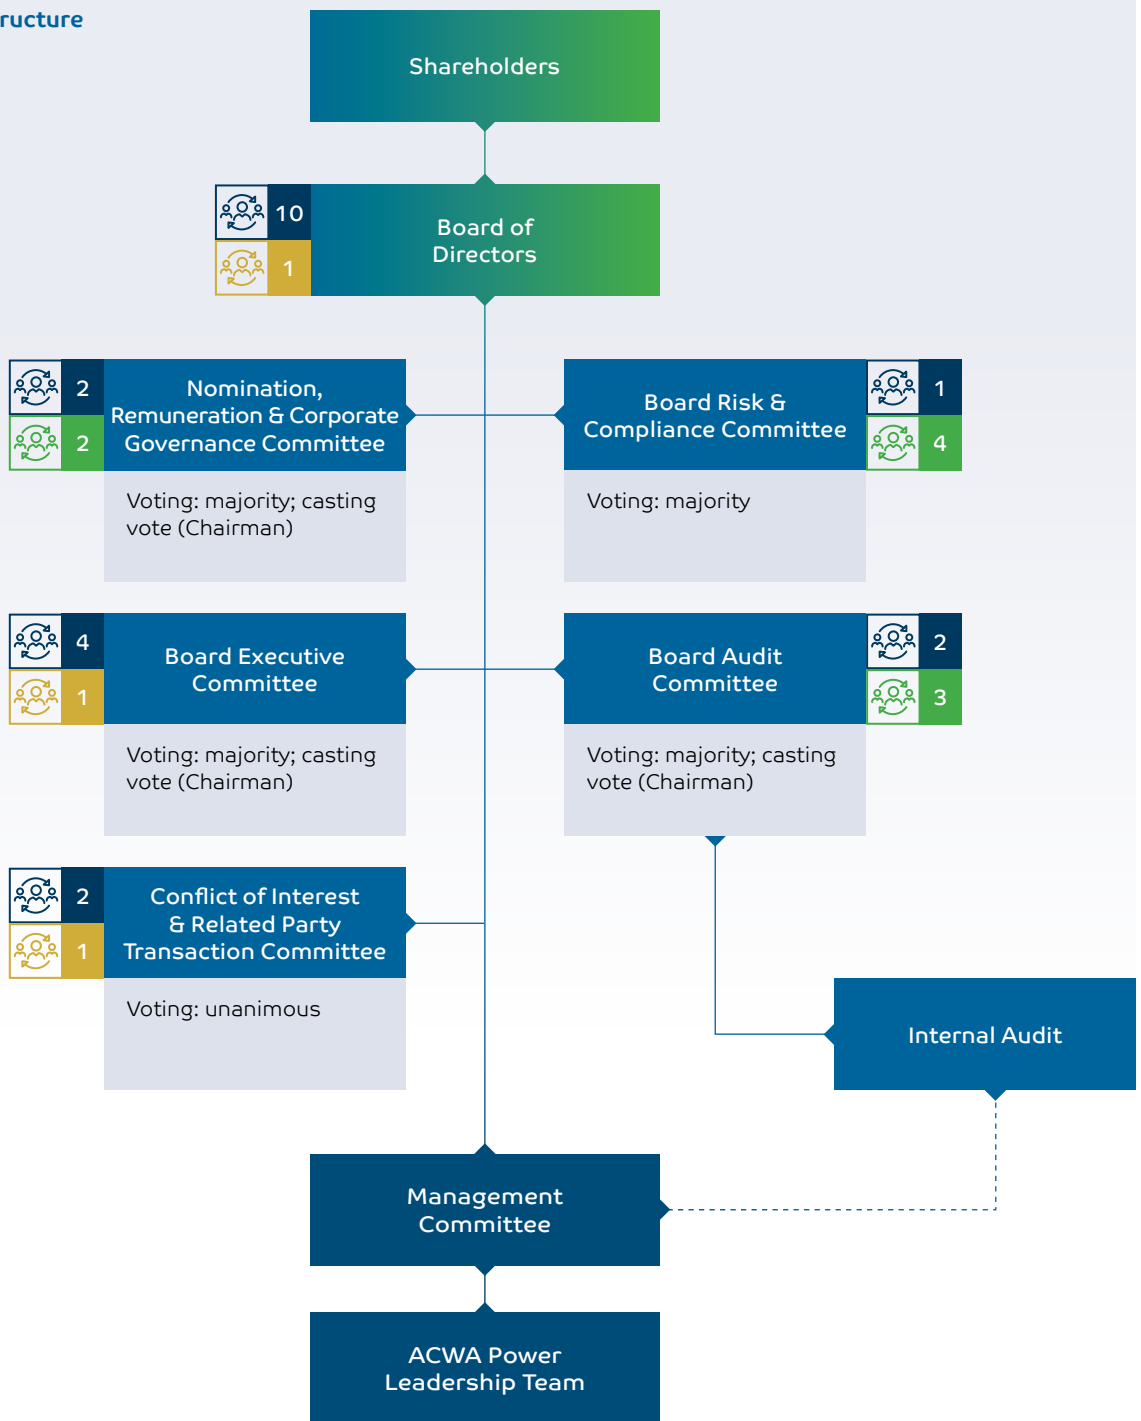 ructure
Shareholders
10
1
Board of
Directors
2
2
Nomination,
Remuneration & Corporate
Governance Committee
Voting: majority; casting
vote (Chairman)
Board Risk &
Compliance Committee
1
4
Voting: majority
4
1
Board Executive
Committee
Voting: majority; casting
vote (Chairman)
Board Audit
Committee
2
3
Voting: majority; casting
vote (Chairman)
2
1
Conflict of Interest
& Related Party
Transaction Committee
Voting: unanimous
Internal Audit
Management
Committee
ACWA Power
Leadership Team